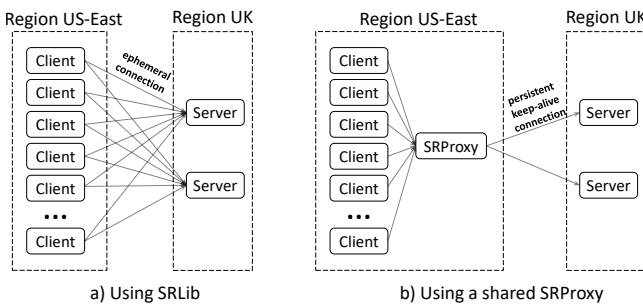 Region US-East
Region UK
Client
Client
Client
Client
Client
...
Client
ephemeral
connection
Server
Server
a) Using SRLib
Region US-East
Region UK
Client
Client
Client
Client
Client
...
Client
SRProxy
persistent
keep-alive
connection
Server
Server
b) Using a shared SRProxy